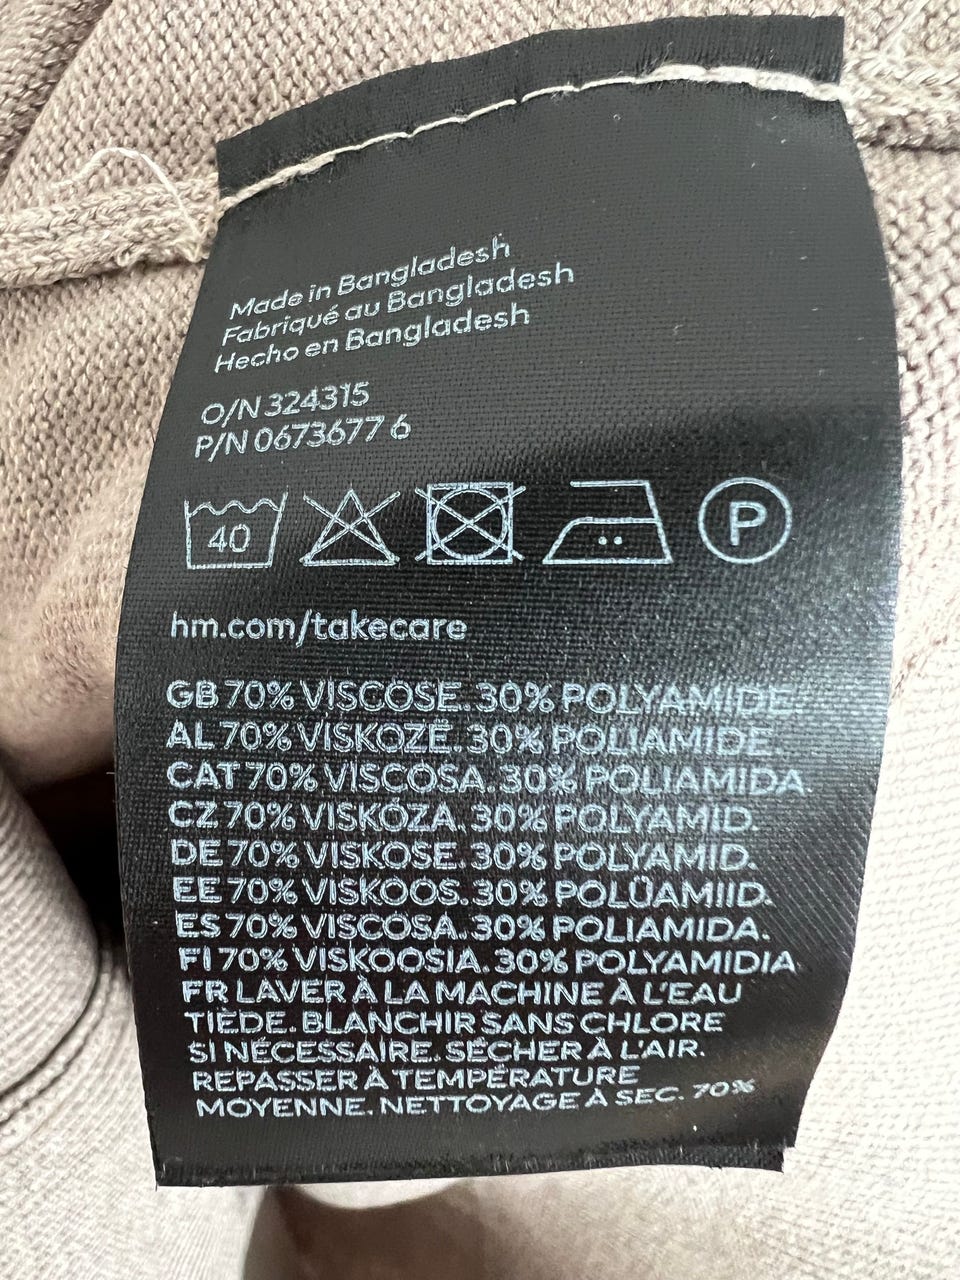 Made in Bangladesh
Fabriqué au Bangladesh
Hecho en Bangladesh
O/N 324315
P/N 0673677 6
40
P
hm.com/takecare
GB 70% VISCOSE. 30% POLYAMIDE.
AL 70% VISKOZË. 30% POLIAMIDE.
CAT 70% VISCOSA. 30% POLIAMIDA.
CZ 70% VISKÓZA. 30% POLYAMID.
DE 70% VISKOSE. 30% POLYAMID.
EE 70% VISKOOS. 30% POLÜAMIID.
ES 70% VISCOSA. 30% POLIAMIDA.
FI 70% VISKOOSIA. 30% POLYAMIDIA.
FR LAVER À LA MACHINE À L'EAU
TIÈDE. BLANCHIR SANS CHLORE
SI NÉCESSAIRE. SÉCHER À L'AIR.
REPASSER À TEMPÉRATURE
MOYENNE. NETTOYAGE À SEC. 70%